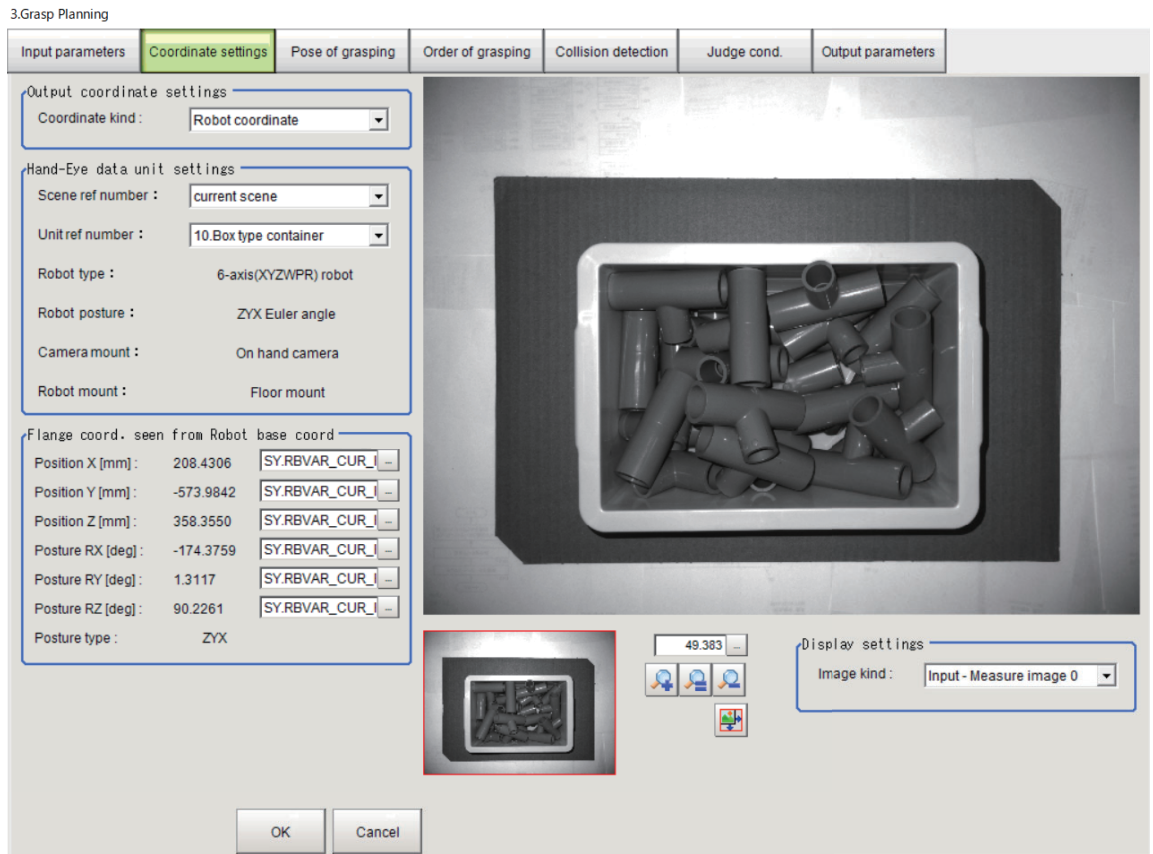 3.Grasp Planning
Input parameters Coordinate settings Pose of grasping Order of grasping Collision detection Judge cond. Output parameters
Output coordinate settings
Coordinate kind : Robot coordinate
Hand-Eye data unit settings
Scene ref number : current scene
Unit ref number : 10.Box type container
Robot type : 6-axis(XYZWPR) robot
Robot posture : ZYX Euler angle
Camera mount : On hand camera
Robot mount : Floor mount
Flange coord. seen from Robot base coord
Position X [mm] : 208.4306 SY.RBVAR_CUR_I ...
Position Y [mm] : -573.9842 SY.RBVAR_CUR_I ...
Position Z [mm] : 358.3550 SY.RBVAR_CUR_I ...
Posture RX [deg] : -174.3759 SY.RBVAR_CUR_I ...
Posture RY [deg] : 1.3117 SY.RBVAR_CUR_I ...
Posture RZ [deg] : 90.2261 SY.RBVAR_CUR_I ...
Posture type : ZYX
49.383 ...
Display settings
Image kind : Input - Measure image 0
OK Cancel